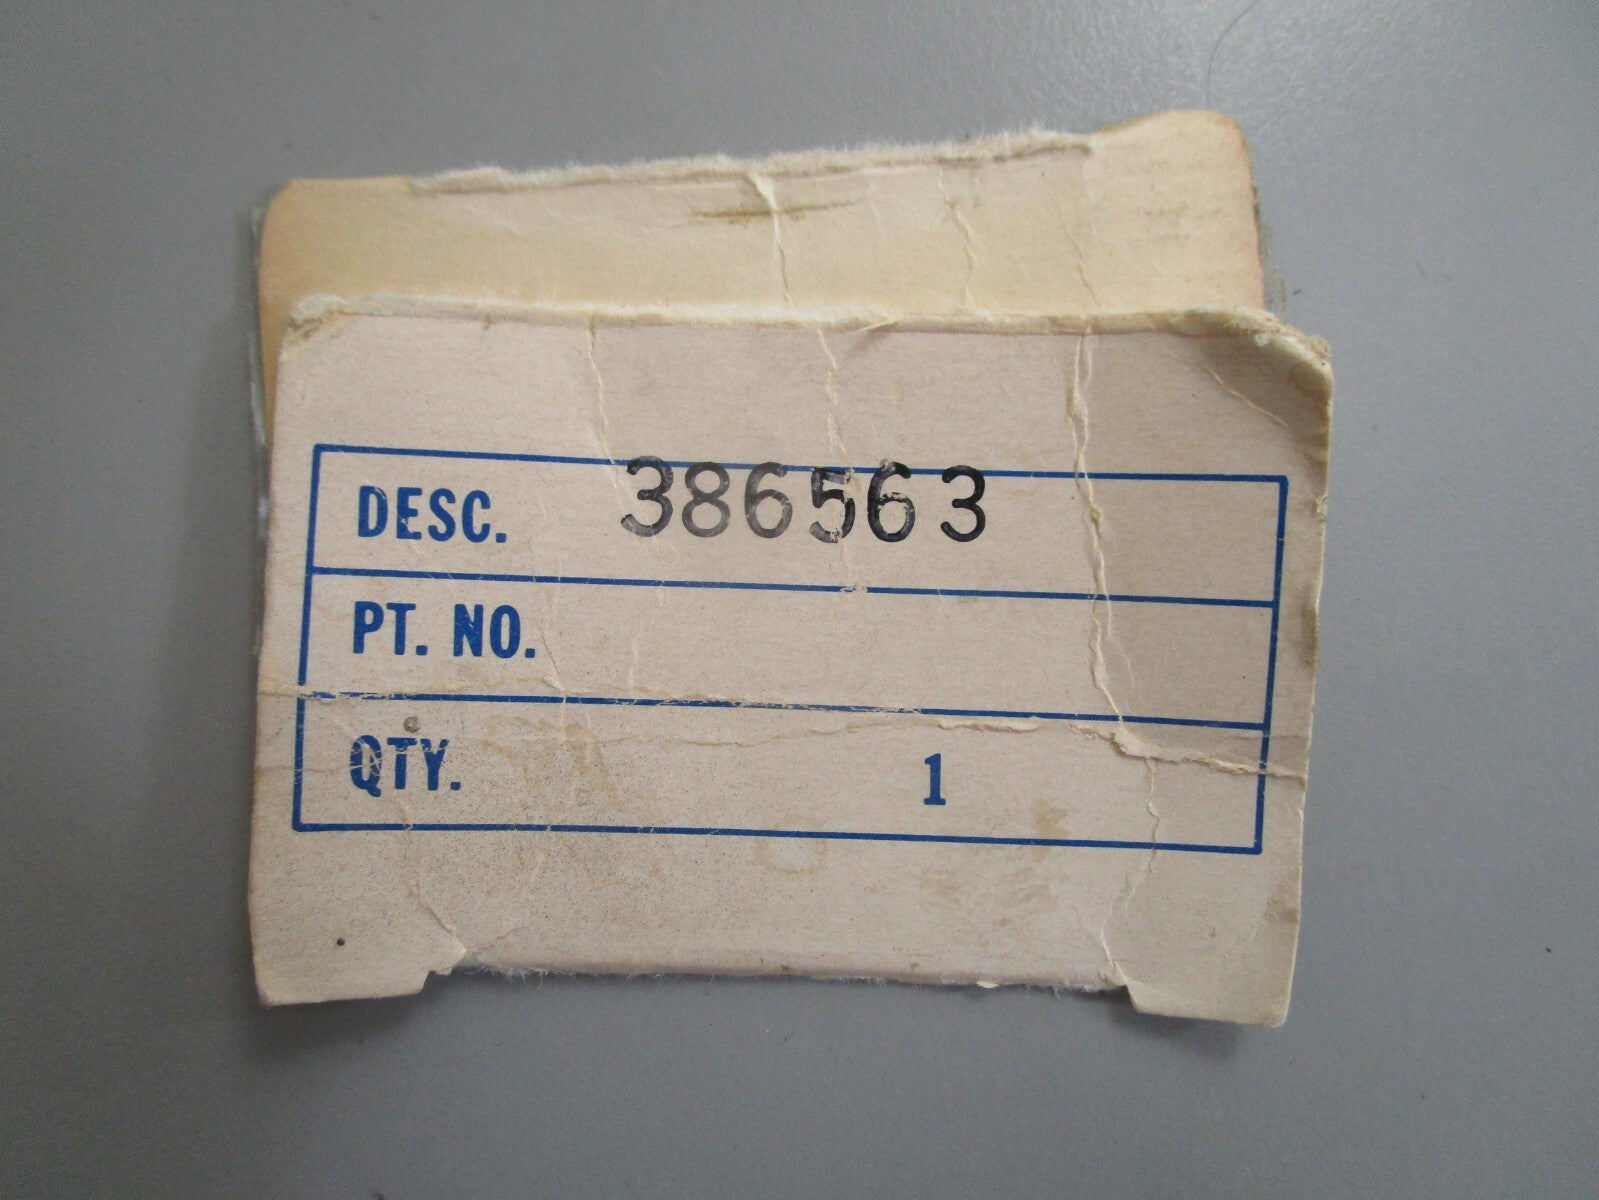 DESC. 386563
PT. NO.
QTY. 1